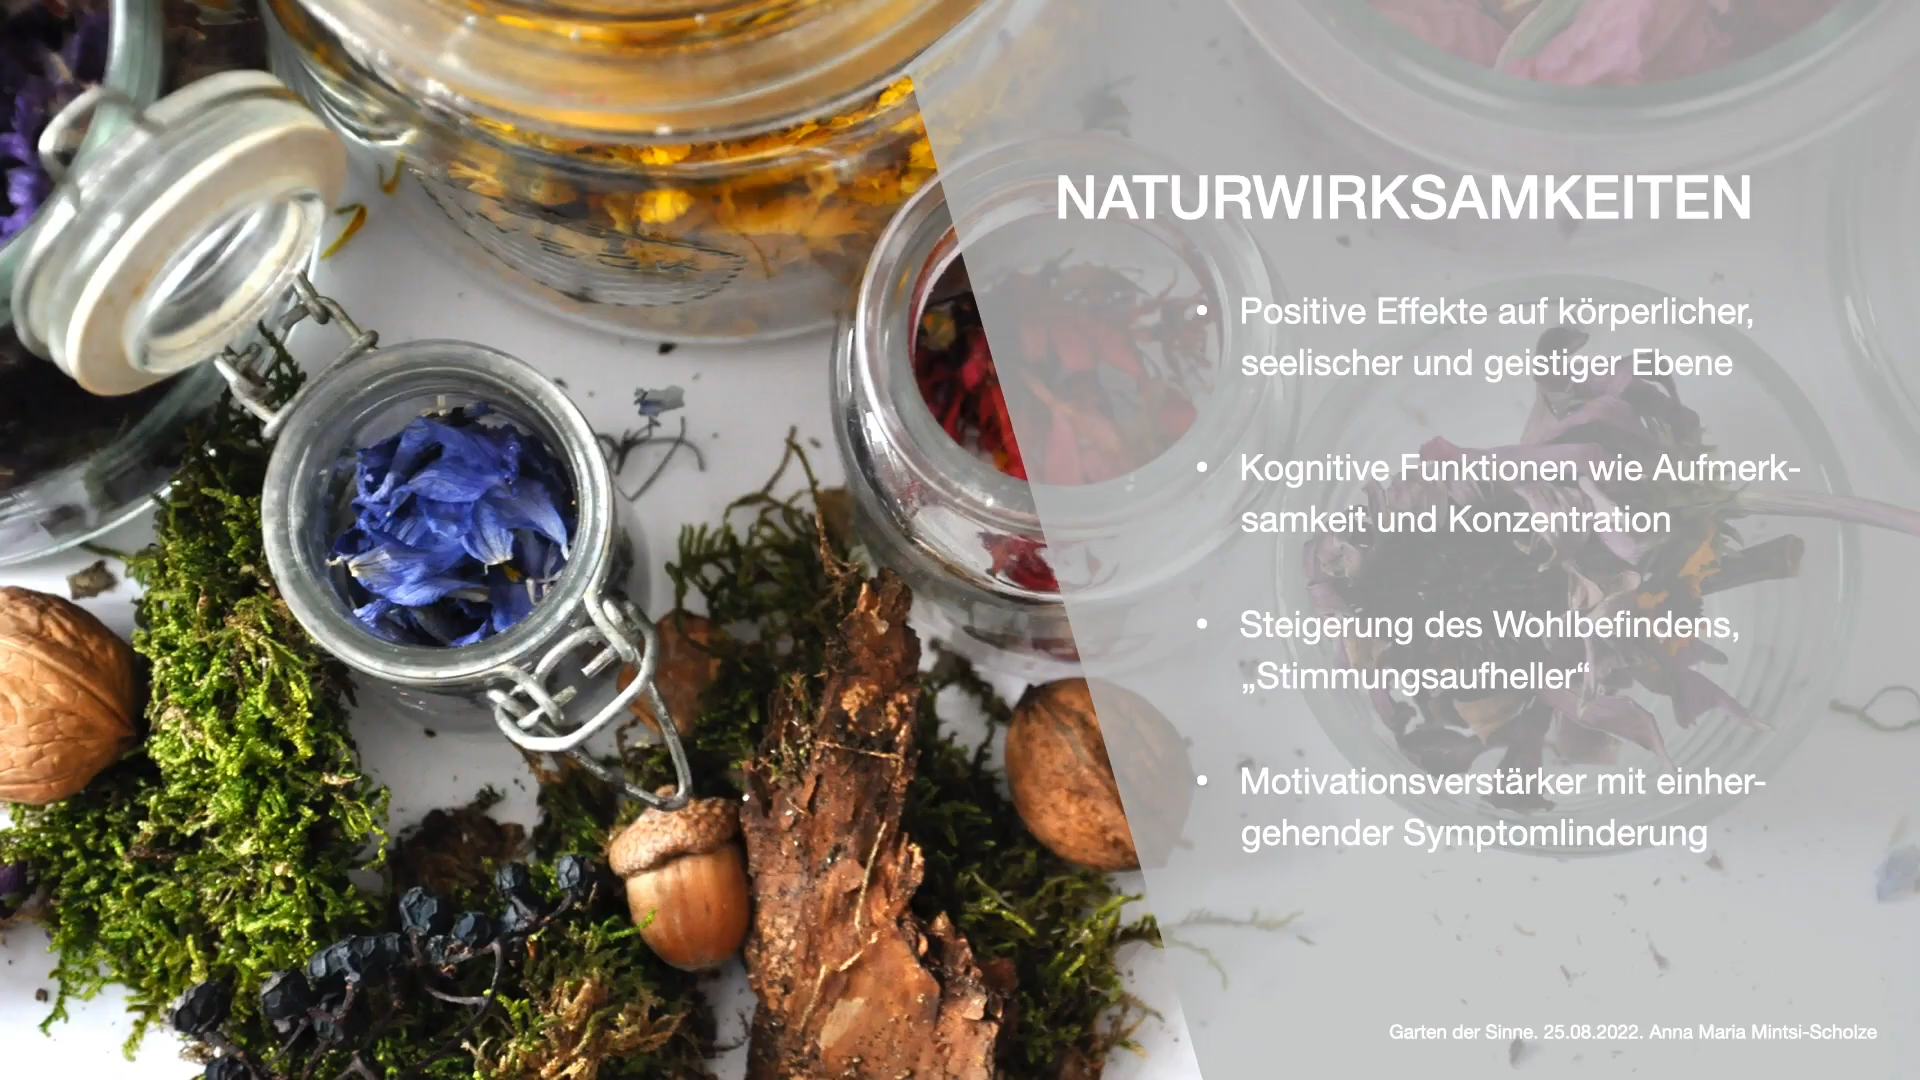 NATURWIRKSAMKEITEN
• Positive Effekte auf körperlicher,
seelischer und geistiger Ebene
• Kognitive Funktionen wie Aufmerk-
samkeit und Konzentration
• Steigerung des Wohlbefindens,
„Stimmungsaufheller“
• Motivationsverstärker mit einher-
gehender Symptomlinderung
Garten der Sinne. 25.08.2022. Anna Maria Mintsi-Scholze